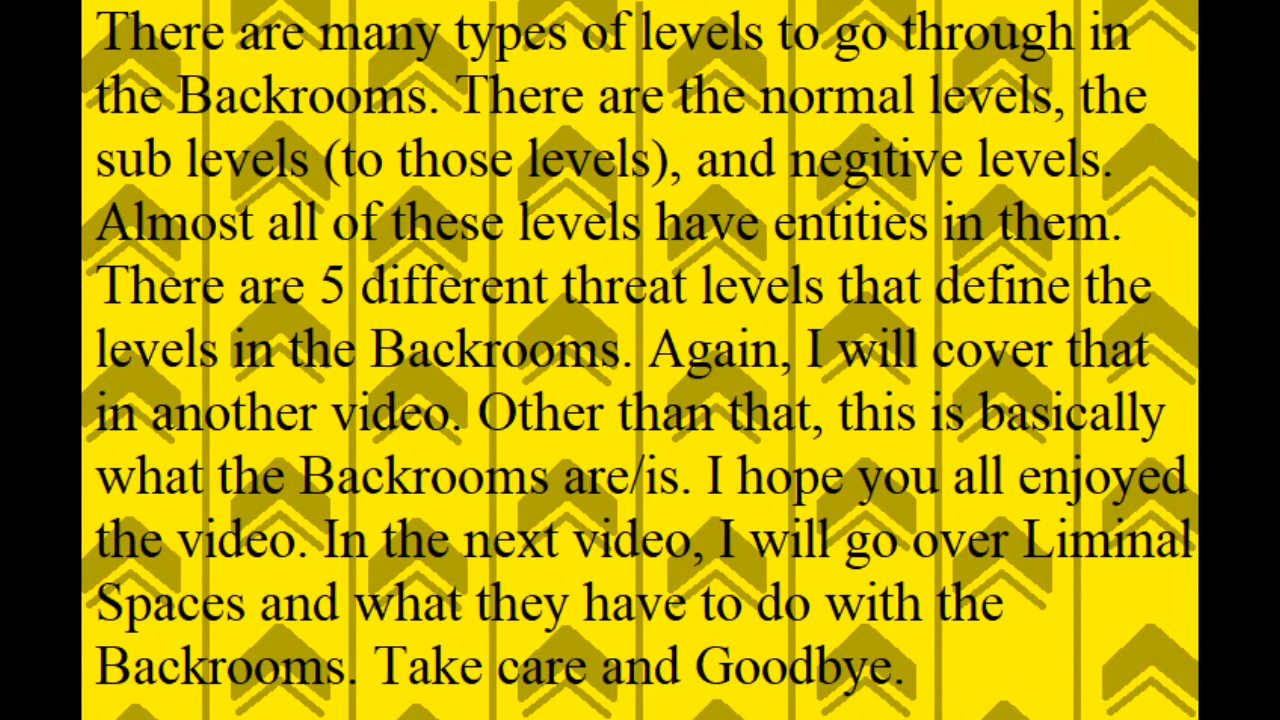 There are many types of levels to go through in
the Backrooms. There are the normal levels, the
sub levels (to those levels), and negitive levels.
Almost all of these levels have entities in them.
There are 5 different threat levels that define the
levels in the Backrooms. Again, I will cover that
in another video. Other than that, this is basically
what the Backrooms are/is. I hope you all enjoyed
the video. In the next video, I will go over Liminal
Spaces and what they have to do with the
Backrooms. Take care and Goodbye.